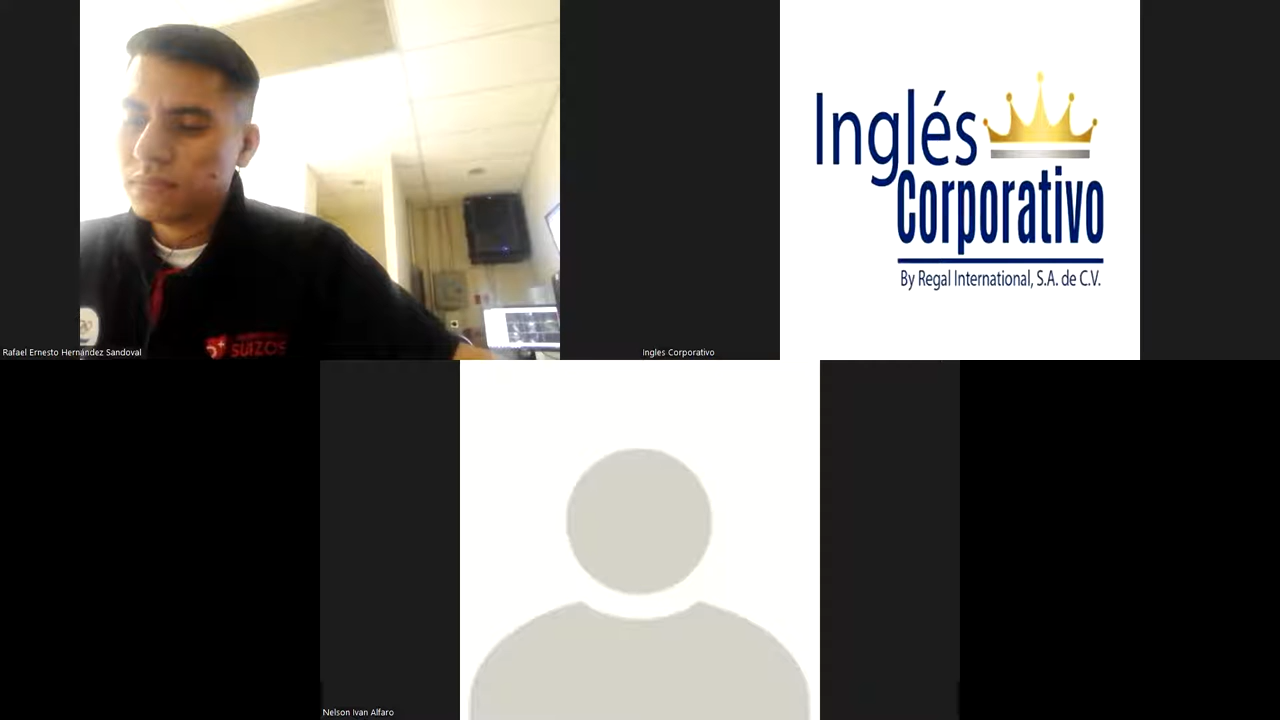 Inglés
Corporativo
By Regal International, S.A. de C.V.
SUIZOS
Rafael Ernesto Hernández Sandoval
Ingles Corporativo
Nelson Ivan Alfaro